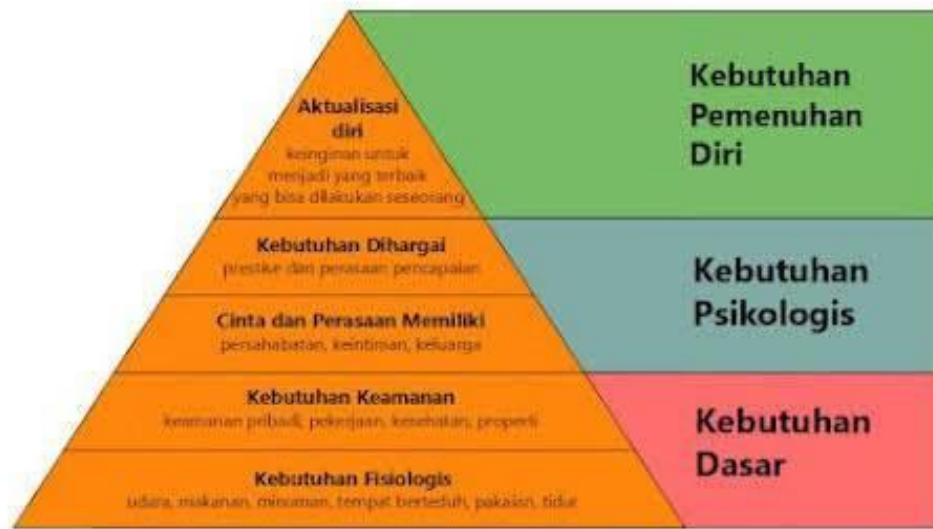 Aktualisasi
diri
keinginan untuk
menjadi yang terbaik
yang bisa dilakukan seseorang
Kebutuhan Dihargai
prestise dan perasaan pencapaian
Cinta dan Perasaan Memiliki
persahabatan, keintiman, keluarga
Kebutuhan Keamanan
keamanan pribadi, pekerjaan, kesehatan, properti
Kebutuhan Fisiologis
udara, makanan, minuman, tempat berteduh, pakaian, tidur
Kebutuhan
Pemenuhan
Diri
Kebutuhan
Psikologis
Kebutuhan
Dasar